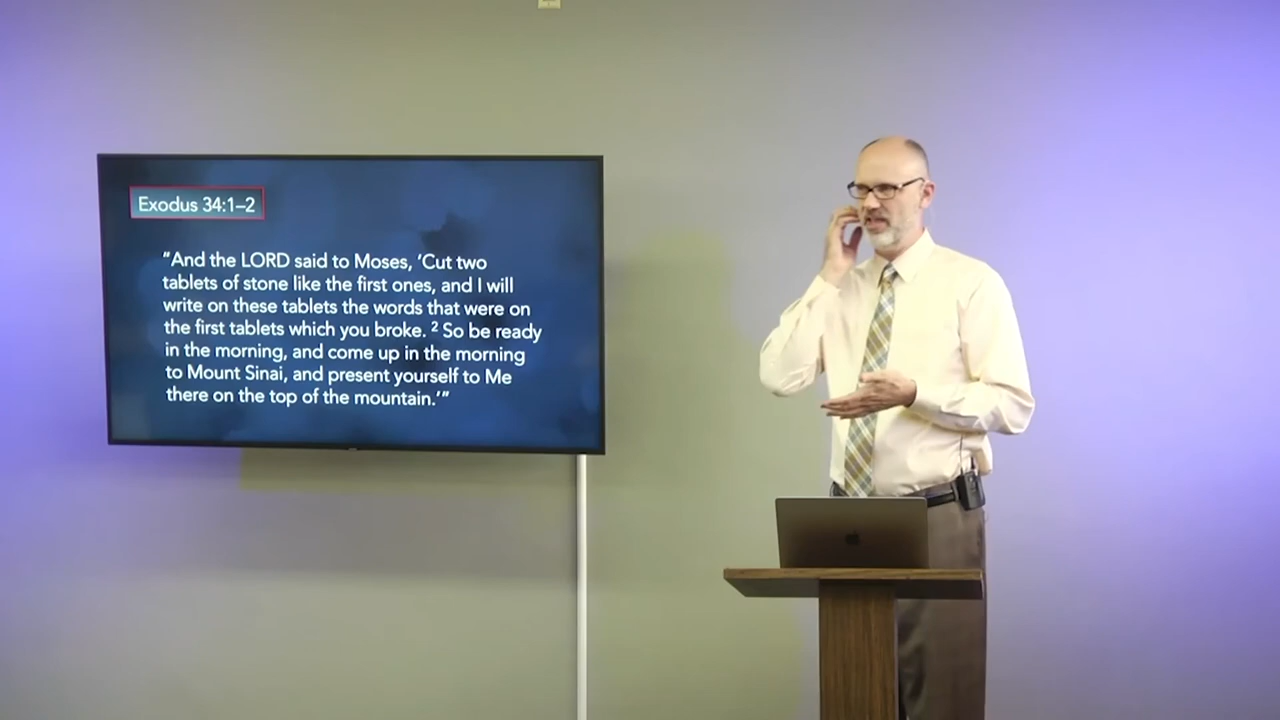 Exodus 34:1–2
“And the LORD said to Moses, ‘Cut two
tablets of stone like the first ones, and I will
write on these tablets the words that were on
the first tablets which you broke. ² So be ready
in the morning, and come up in the morning
to Mount Sinai, and present yourself to Me
there on the top of the mountain.’”